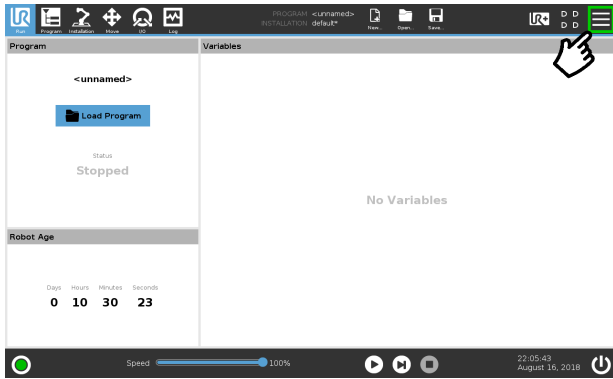 UR
Run
Program
Installation
Move
I/O
Log
PROGRAM <unnamed>
INSTALLATION default*
New...
Open...
Save...
UR+
D D
D D
Program
<unnamed>
Load Program
Status
Stopped
Robot Age
Days Hours Minutes Seconds
0 10 30 23
Variables
No Variables
Speed 100%
22:05:43
August 16, 2018